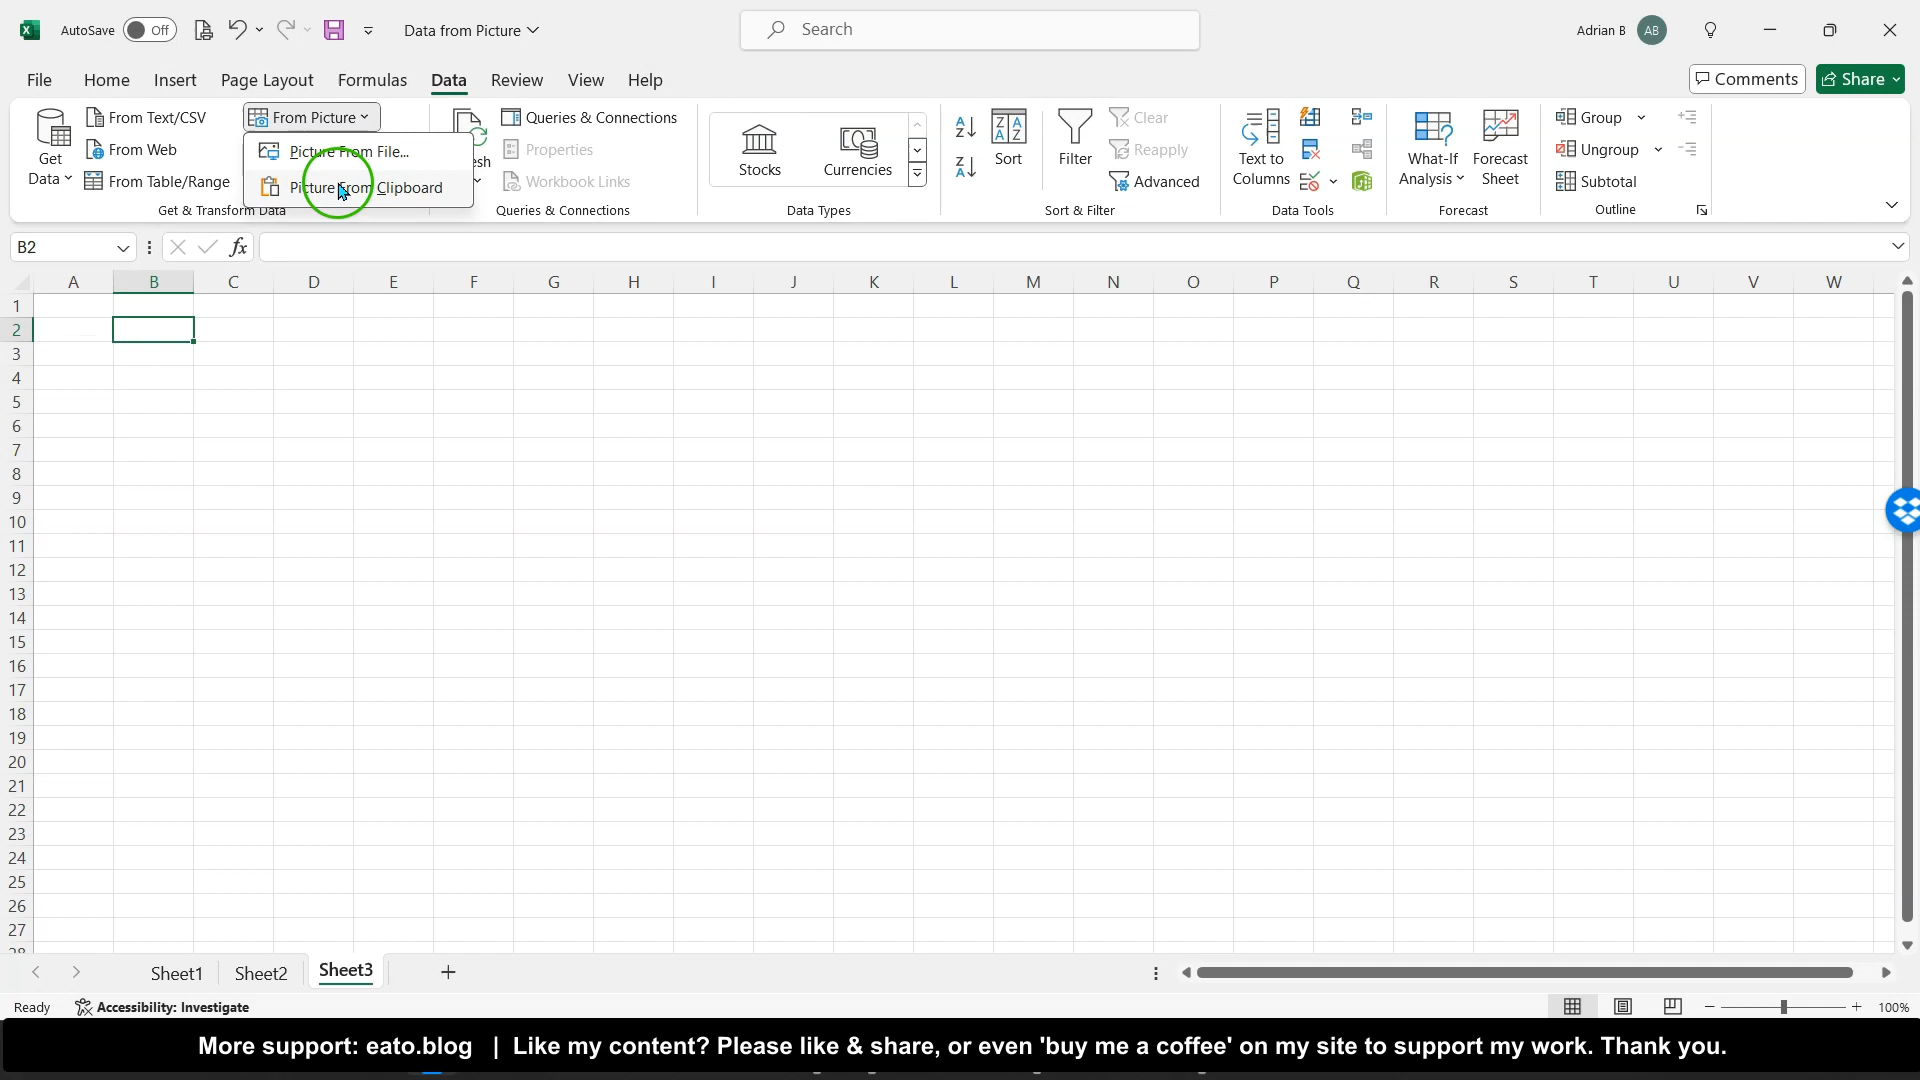 AutoSave Off Data from Picture Search Adrian B AB
File Home Insert Page Layout Formulas Data Review View Help Comments Share
Get Data From Text/CSV From Web From Table/Range
From Picture
Picture From File...
Picture From Clipboard
Get & Transform Data
esh
Queries & Connections
Properties
Workbook Links
Queries & Connections
Stocks Currencies
Data Types
Sort Filter
Clear
Reapply
Advanced
Sort & Filter
Text to Columns
Data Tools
What-If Analysis Forecast Sheet
Forecast
Group
Ungroup
Subtotal
Outline
B2 fx
A B C D E F G H I J K L M N O P Q R S T U V W
1
2
3
4
5
6
7
8
9
10
11
12
13
14
15
16
17
18
19
20
21
22
23
24
25
26
27
28
Sheet1 Sheet2 Sheet3
Ready Accessibility: Investigate 100%
More support: eato.blog | Like my content? Please like & share, or even 'buy me a coffee' on my site to support my work. Thank you.